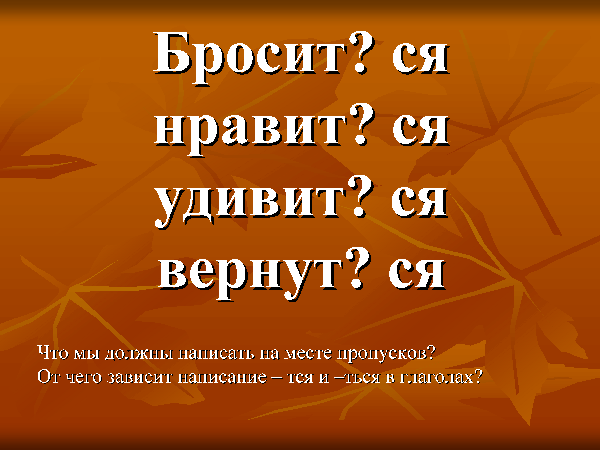 Бросит? ся
нравит? ся
удивит? ся
вернут? ся
Что мы должны написать на месте пропусков?
От чего зависит написание – тся и –ться в глаголах?